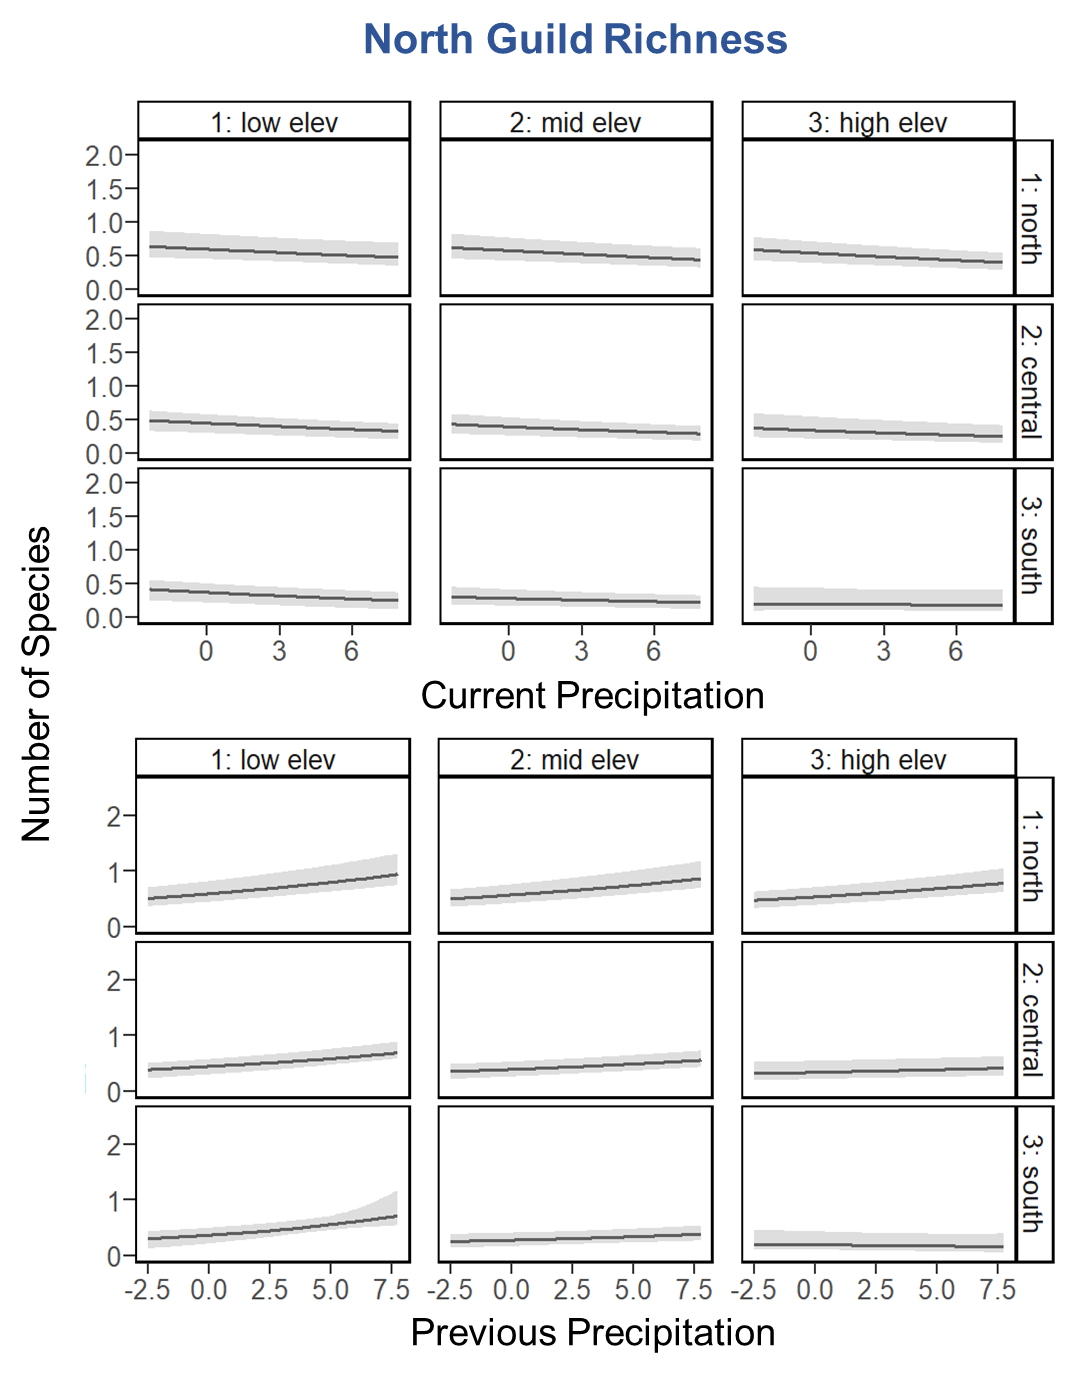 North Guild Richness
1: low elev
2: mid elev
3: high elev
2.0
1.5
1.0
0.5
0.0
1: north
2.0
1.5
1.0
0.5
0.0
2: central
2.0
1.5
1.0
0.5
0.0
3: south
0 3 6
0 3 6
0 3 6
Current Precipitation
Number of Species
1: low elev
2: mid elev
3: high elev
2
1
0
1: north
2
1
0
2: central
2
1
0
3: south
-2.5 0.0 2.5 5.0 7.5
-2.5 0.0 2.5 5.0 7.5
-2.5 0.0 2.5 5.0 7.5
Previous Precipitation